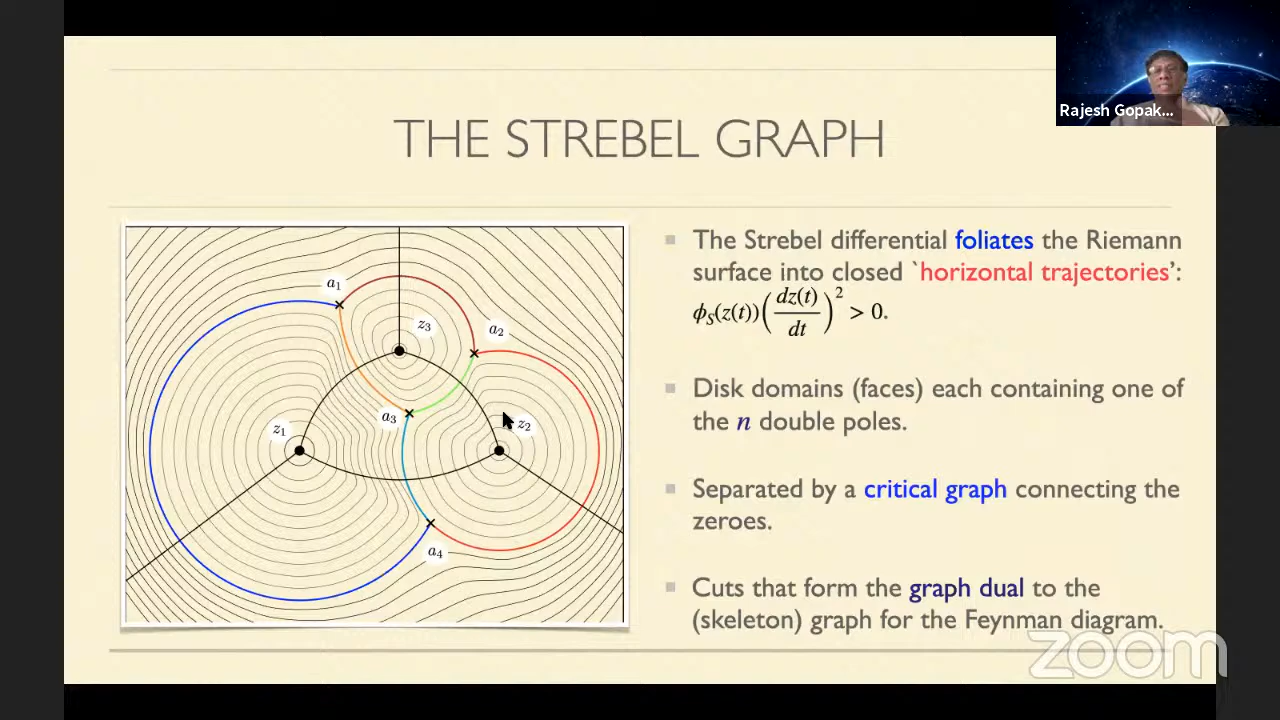 Rajesh Gopak...
THE STREBEL GRAPH
The Strebel differential foliates the Riemann
surface into closed `horizontal trajectories':
ϕ_S(z(t))(dz(t)/dt)^2 > 0.
Disk domains (faces) each containing one of
the n double poles.
Separated by a critical graph connecting the
zeroes.
Cuts that form the graph dual to the
(skeleton) graph for the Feynman diagram.
a₁
z₃
a₂
a₃
z₁
z₂
a₄
zoom